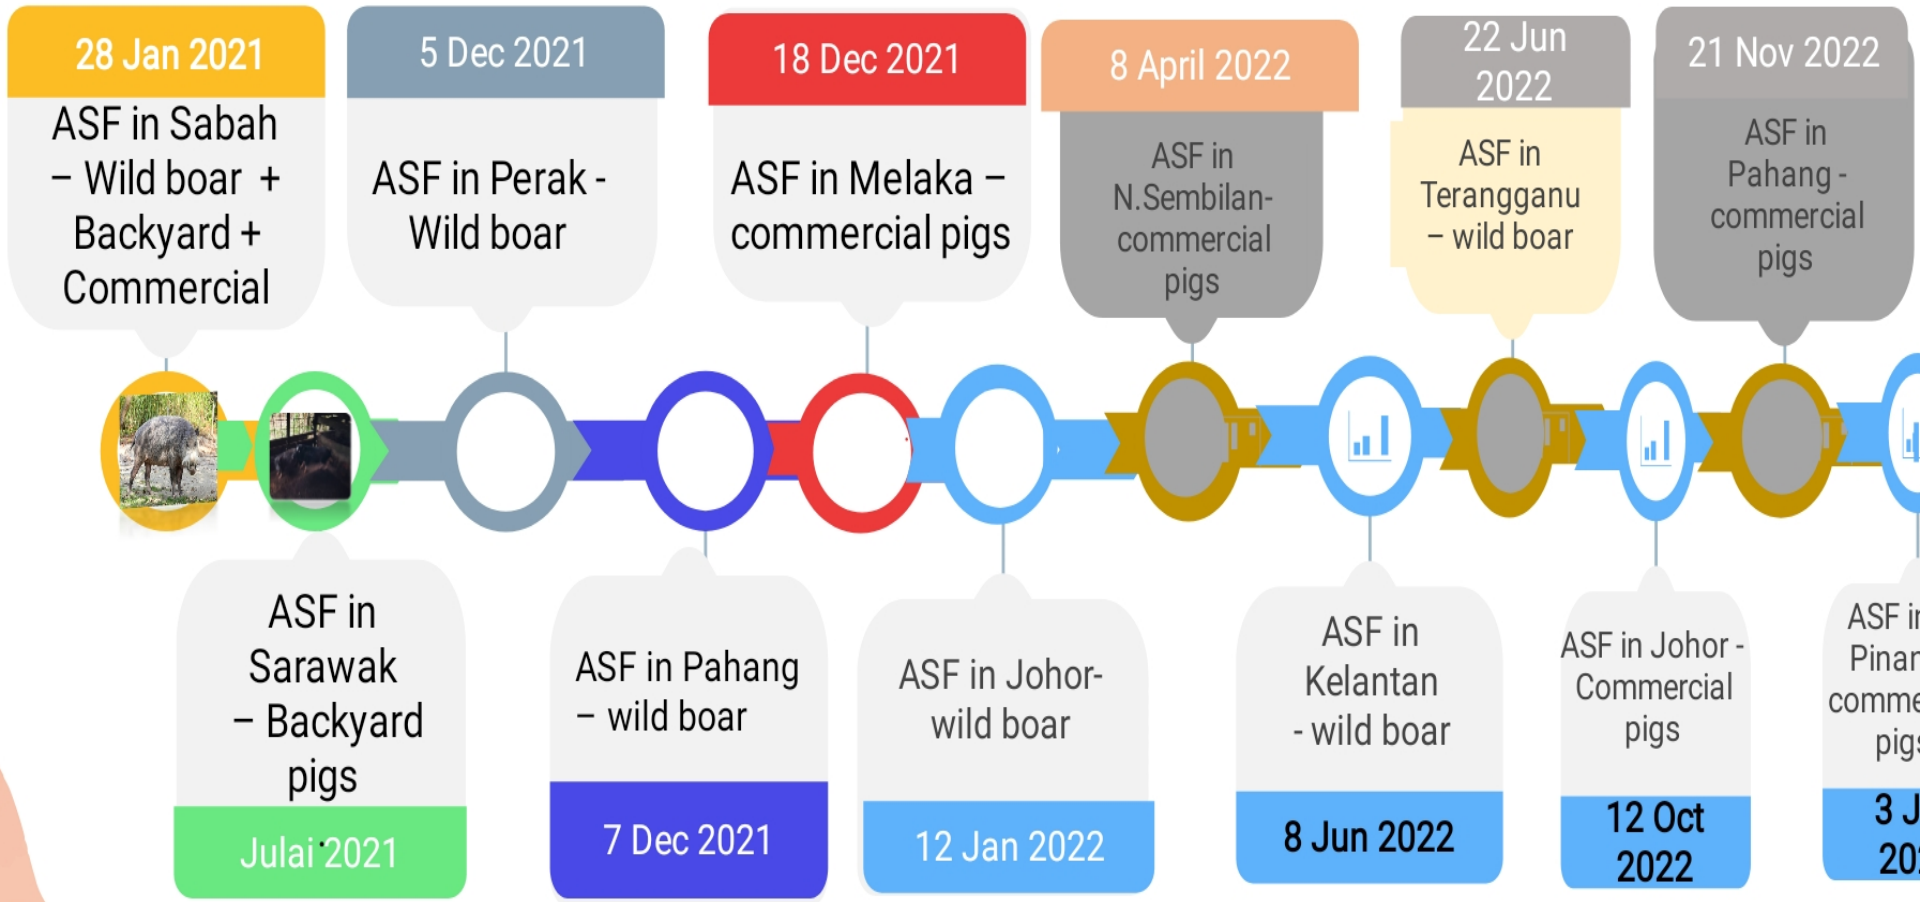 28 Jan 2021
ASF in Sabah
– Wild boar +
Backyard +
Commercial
5 Dec 2021
ASF in Perak -
Wild boar
18 Dec 2021
ASF in Melaka –
commercial pigs
8 April 2022
ASF in
N.Sembilan-
commercial
pigs
22 Jun
2022
ASF in
Terangganu
– wild boar
21 Nov 2022
ASF in
Pahang -
commercial
pigs
ASF in
Sarawak
– Backyard
pigs
Julai 2021
ASF in Pahang
– wild boar
7 Dec 2021
ASF in Johor-
wild boar
12 Jan 2022
ASF in
Kelantan
- wild boar
8 Jun 2022
ASF in Johor -
Commercial
pigs
12 Oct
2022
ASF
3